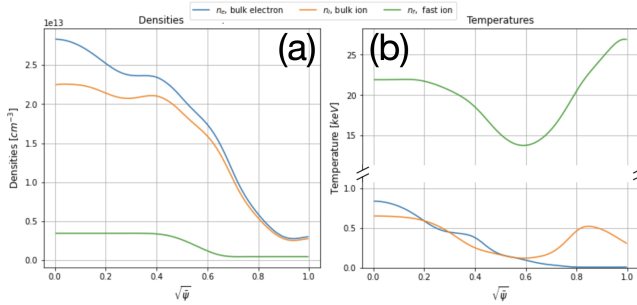 n_e, bulk electron n_i, bulk ion n_f, fast ion
Densities
Temperatures
1e13
(a)
(b)
Densities [cm⁻³]
2.5
2.0
1.5
1.0
0.5
0.0
0.0 0.2 0.4 0.6 0.8 1.0
√ψ̄
Temperature [keV]
25
20
15
1.0
0.5
0.0
0.0 0.2 0.4 0.6 0.8 1.0
√ψ̄